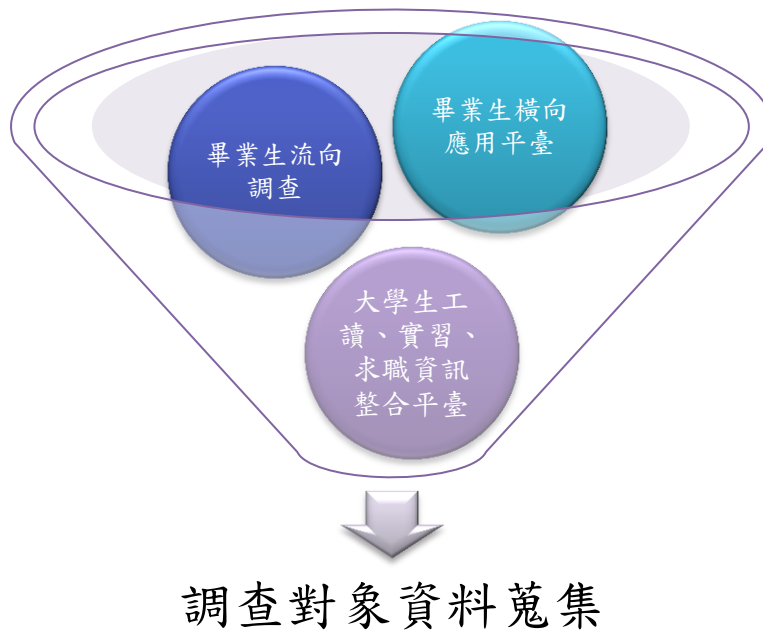 畢業生流向
調查
畢業生橫向
應用平臺
大學生工
讀、實習、
求職資訊
整合平臺
調查對象資料蒐集